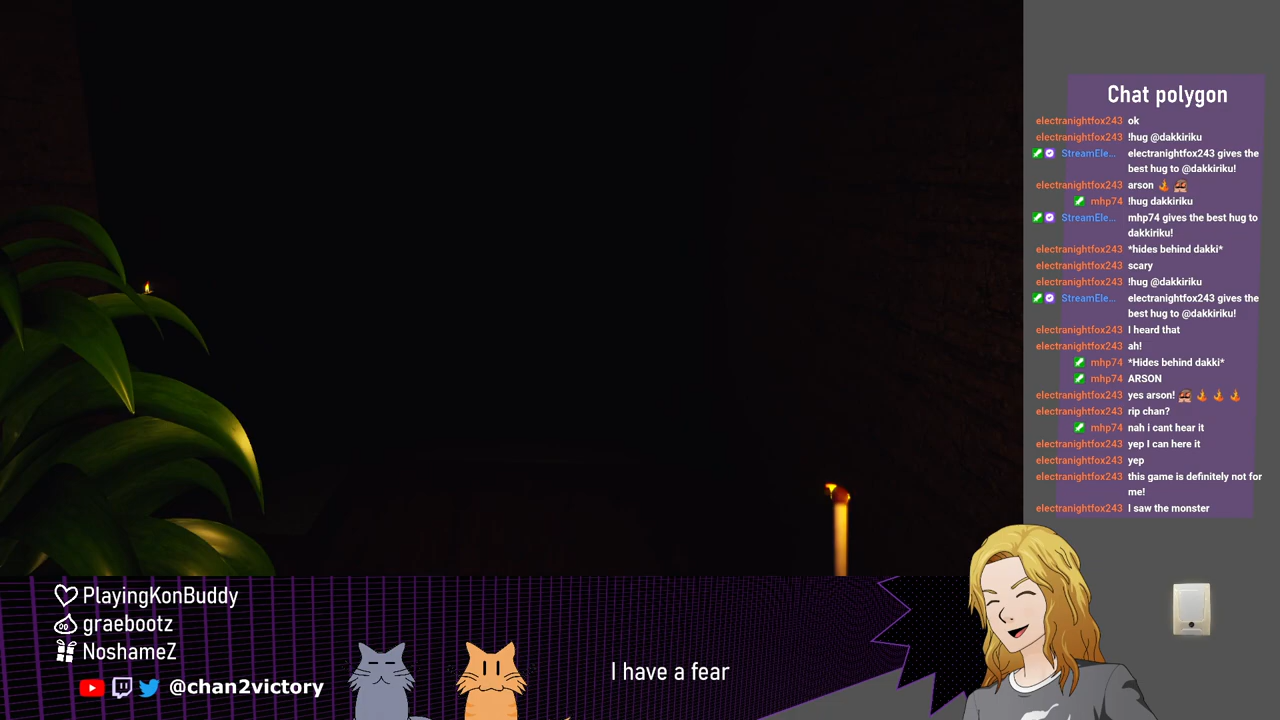 Chat polygon
electranightfox243 ok
electranightfox243 !hug @dakkiriku
StreamEle... electranightfox243 gives the
best hug to @dakkiriku!
electranightfox243 arson
mhp74 !hug dakkiriku
StreamEle... mhp74 gives the best hug to
dakkiriku!
electranightfox243 *hides behind dakki*
electranightfox243 scary
electranightfox243 !hug @dakkiriku
StreamEle... electranightfox243 gives the
best hug to @dakkiriku!
electranightfox243 I heard that
electranightfox243 ah!
mhp74 *Hides behind dakki*
mhp74 ARSON
electranightfox243 yes arson!
electranightfox243 rip chan?
mhp74 nah i cant hear it
electranightfox243 yep I can here it
electranightfox243 yep
electranightfox243 this game is definitely not for
me!
electranightfox243 I saw the monster
PlayingKonBuddy
graebootz
NoshameZ
@chan2victory
I have a fear